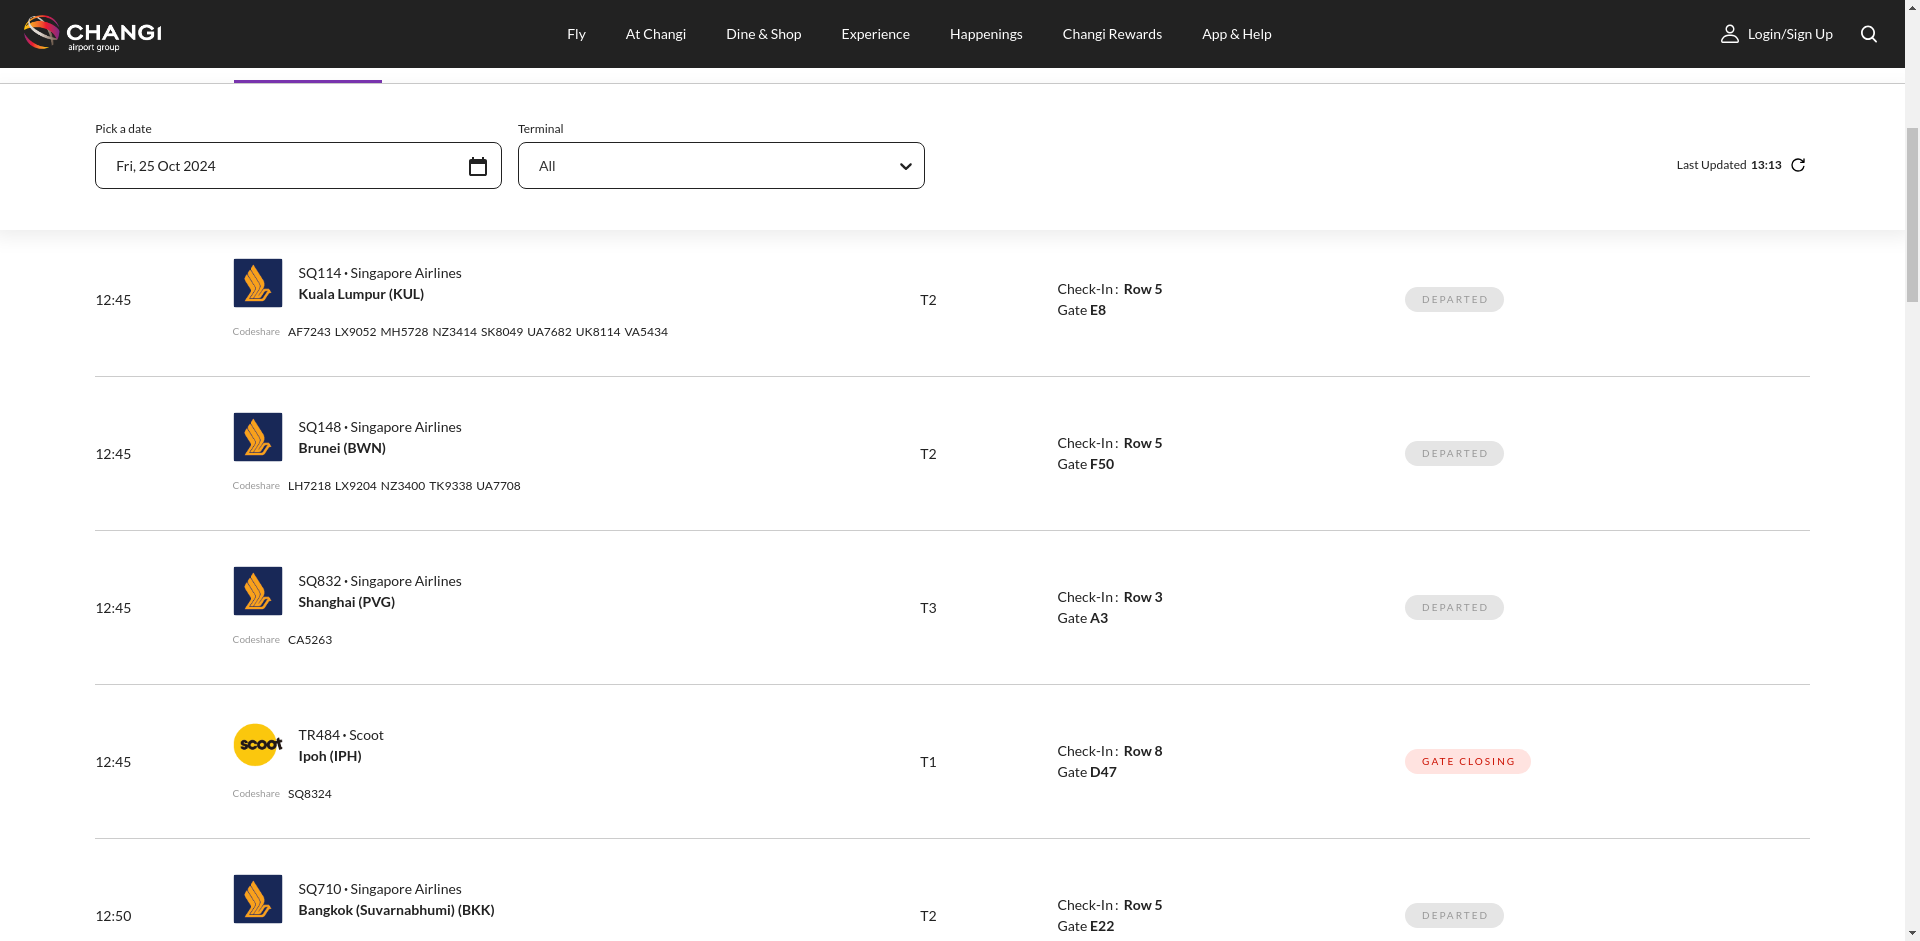 CHANGI
airport group
Fly At Changi Dine & Shop Experience Happenings Changi Rewards App & Help
Login/Sign Up
Pick a date
Fri, 25 Oct 2024
Terminal
All
Last Updated 13:13
12:45
SQ114 • Singapore Airlines
Kuala Lumpur (KUL)
Codeshare AF7243 LX9052 MH5728 NZ3414 SK8049 UA7682 UK8114 VA5434
T2
Check-In : Row 5
Gate E8
DEPARTED
12:45
SQ148 • Singapore Airlines
Brunei (BWN)
Codeshare LH7218 LX9204 NZ3400 TK9338 UA7708
T2
Check-In : Row 5
Gate F50
DEPARTED
12:45
SQ832 • Singapore Airlines
Shanghai (PVG)
Codeshare CA5263
T3
Check-In : Row 3
Gate A3
DEPARTED
12:45
scoot
TR484 • Scoot
Ipoh (IPH)
Codeshare SQ8324
T1
Check-In : Row 8
Gate D47
GATE CLOSING
12:50
SQ710 • Singapore Airlines
Bangkok (Suvarnabhumi) (BKK)
T2
Check-In : Row 5
Gate E22
DEPARTED